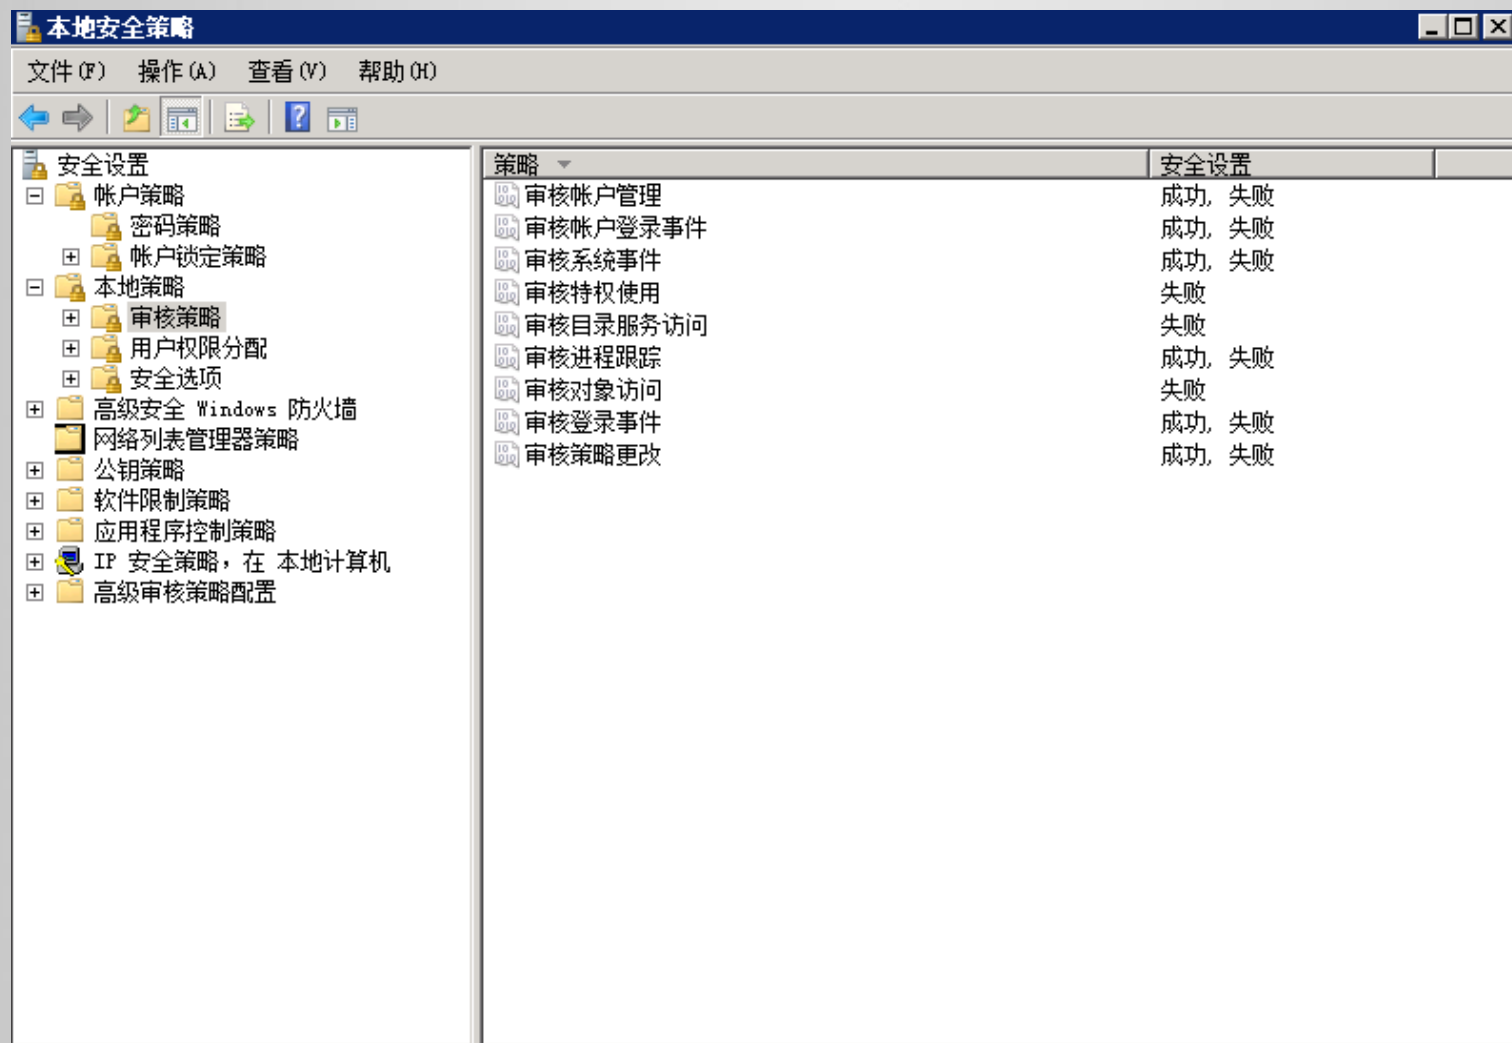 本地安全策略
文件(F) 操作(A) 查看(V) 帮助(H)
安全设置
帐户策略
密码策略
帐户锁定策略
本地策略
审核策略
用户权限分配
安全选项
高级安全 Windows 防火墙
网络列表管理器策略
公钥策略
软件限制策略
应用程序控制策略
IP 安全策略，在 本地计算机
高级审核策略配置
策略 安全设置
审核帐户管理 成功, 失败
审核帐户登录事件 成功, 失败
审核系统事件 成功, 失败
审核特权使用 失败
审核目录服务访问 失败
审核进程跟踪 成功, 失败
审核对象访问 失败
审核登录事件 成功, 失败
审核策略更改 成功, 失败